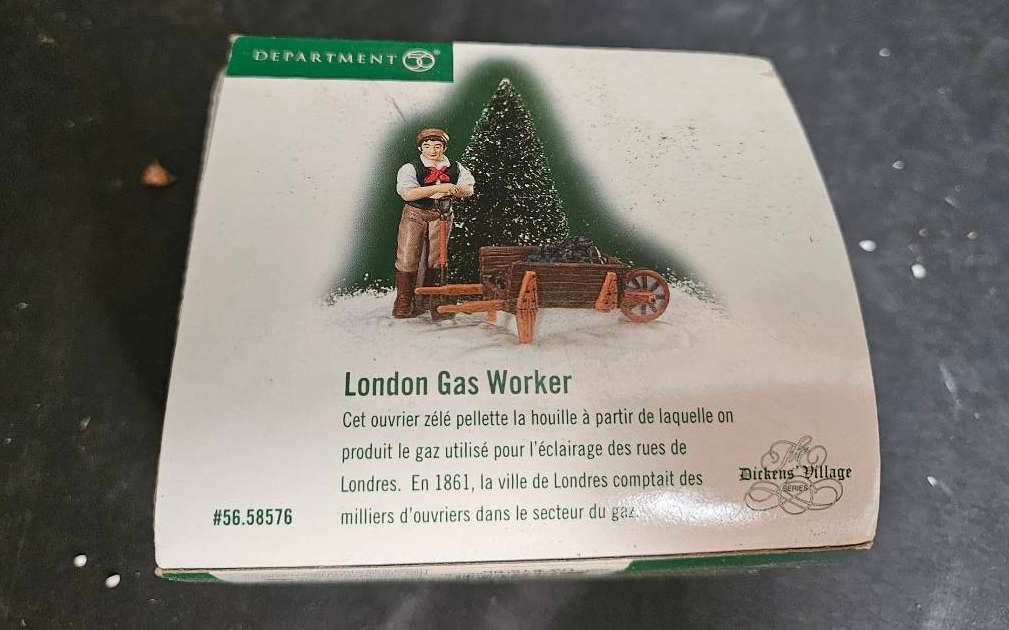 DEPARTMENT 56®
London Gas Worker
Cet ouvrier zélé pellette la houille à partir de laquelle on
produit le gaz utilisé pour l'éclairage des rues de
Londres. En 1861, la ville de Londres comptait des
milliers d'ouvriers dans le secteur du gaz.
The
Dickens' Village
SERIES
#56.58576